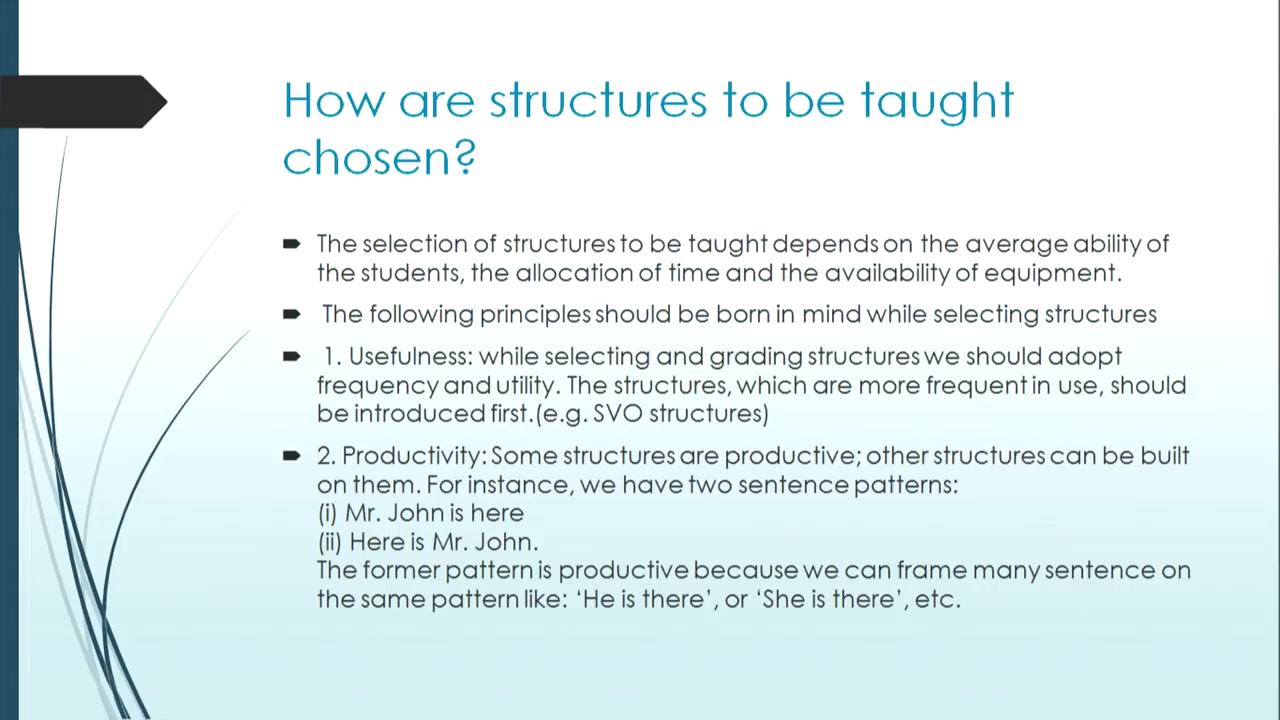 How are structures to be taught
chosen?
The selection of structures to be taught depends on the average ability of
the students, the allocation of time and the availability of equipment.
The following principles should be born in mind while selecting structures
1. Usefulness: while selecting and grading structures we should adopt
frequency and utility. The structures, which are more frequent in use, should
be introduced first.(e.g. SVO structures)
2. Productivity: Some structures are productive; other structures can be built
on them. For instance, we have two sentence patterns:
(i) Mr. John is here
(ii) Here is Mr. John.
The former pattern is productive because we can frame many sentence on
the same pattern like: ‘He is there’, or ‘She is there’, etc.